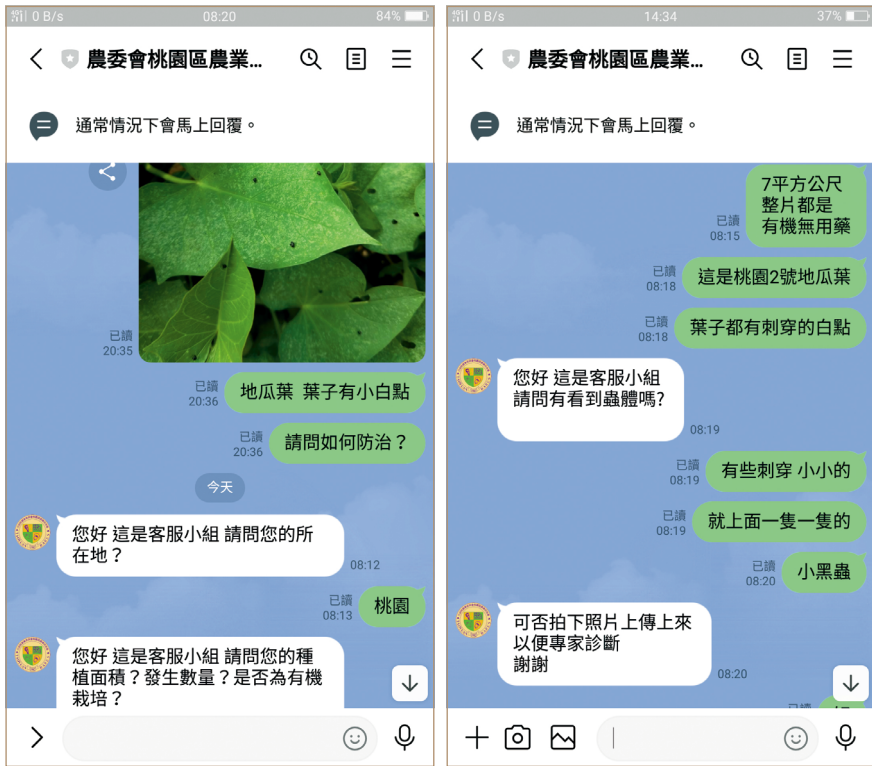 0 B/s 08:20 84%
農委會桃園區農業...
通常情況下會馬上回覆。
已讀
20:35
已讀
20:36
地瓜葉 葉子有小白點
已讀
20:36
請問如何防治？
今天
您好 這是客服小組 請問您的所
在地？
08:12
已讀
08:13
桃園
您好 這是客服小組 請問您的種
植面積？發生數量？是否為有機
栽培？
0 B/s 14:34 37%
農委會桃園區農業...
通常情況下會馬上回覆。
7平方公尺
整片都是
有機無用藥
已讀
08:15
已讀
08:18
這是桃園2號地瓜葉
已讀
08:18
葉子都有刺穿的白點
您好 這是客服小組
請問有看到蟲體嗎?
08:19
已讀
08:19
有些刺穿 小小的
已讀
08:19
就上面一隻一隻的
已讀
08:20
小黑蟲
可否拍下照片上傳上來
以便專家診斷
謝謝
08:20